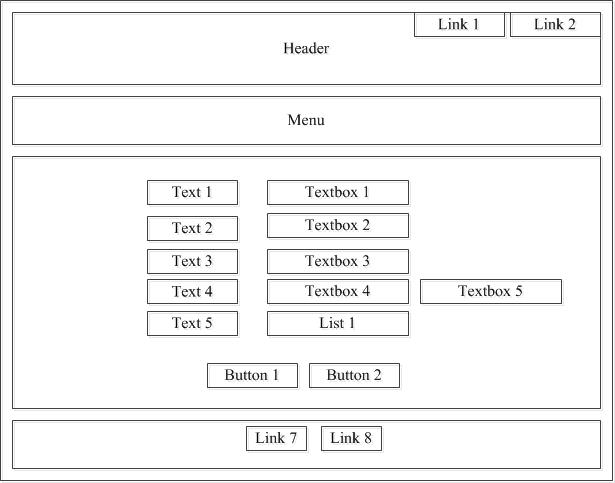 Link 1 Link 2
Header
Menu
Text 1 Textbox 1
Text 2 Textbox 2
Text 3 Textbox 3
Text 4 Textbox 4 Textbox 5
Text 5 List 1
Button 1 Button 2
Link 7 Link 8